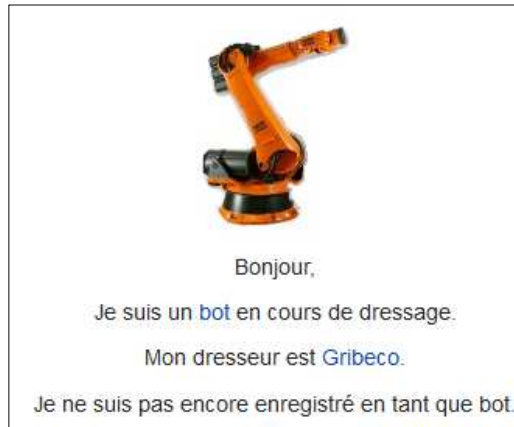 Bonjour,
Je suis un bot en cours de dressage.
Mon dresseur est Gribeco.
Je ne suis pas encore enregistré en tant que bot.